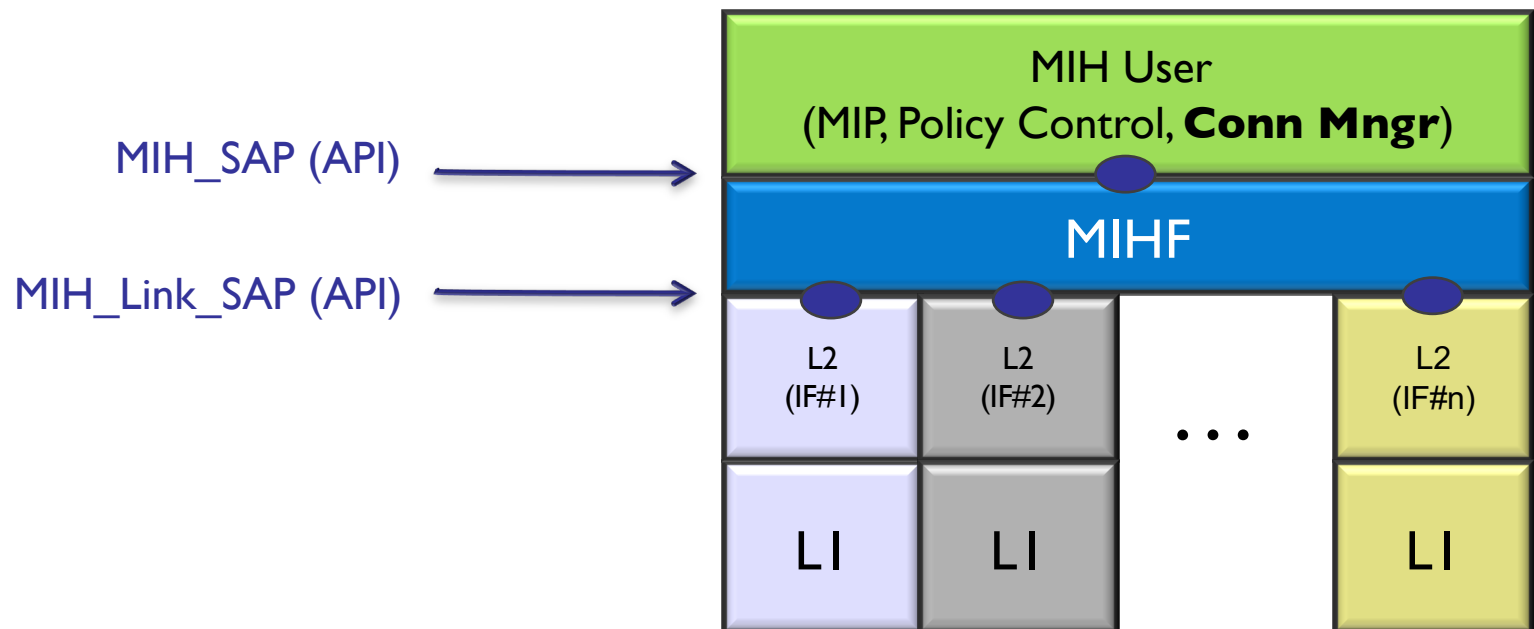 MIH User
(MIP, Policy Control, Conn Mngr)
MIH_SAP (API)
MIHF
MIH_Link_SAP (API)
L2
(IF#1)
L2
(IF#2)
...
L2
(IF#n)
L1
L1
L1